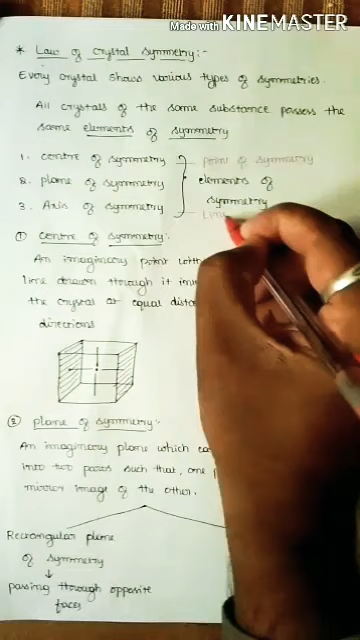 Made with KINEMASTER
* Law of crystal symmetry:-
Every crystal shows various types of symmetries.
All crystals of the same substance possess the
same elements of symmetry
1. centre of symmetry - point of symmetry
2. plane of symmetry elements of
symmetry
3. Axis of symmetry - Line
① centre of symmetry:
An imaginary point with
line drawn through it
the crystal at equal
directions
② plane of symmetry:-
An imaginary plane which
into two parts such that, one
mirror image of the other.
Rectangular plane
of symmetry
↓
passing through opposite
faces